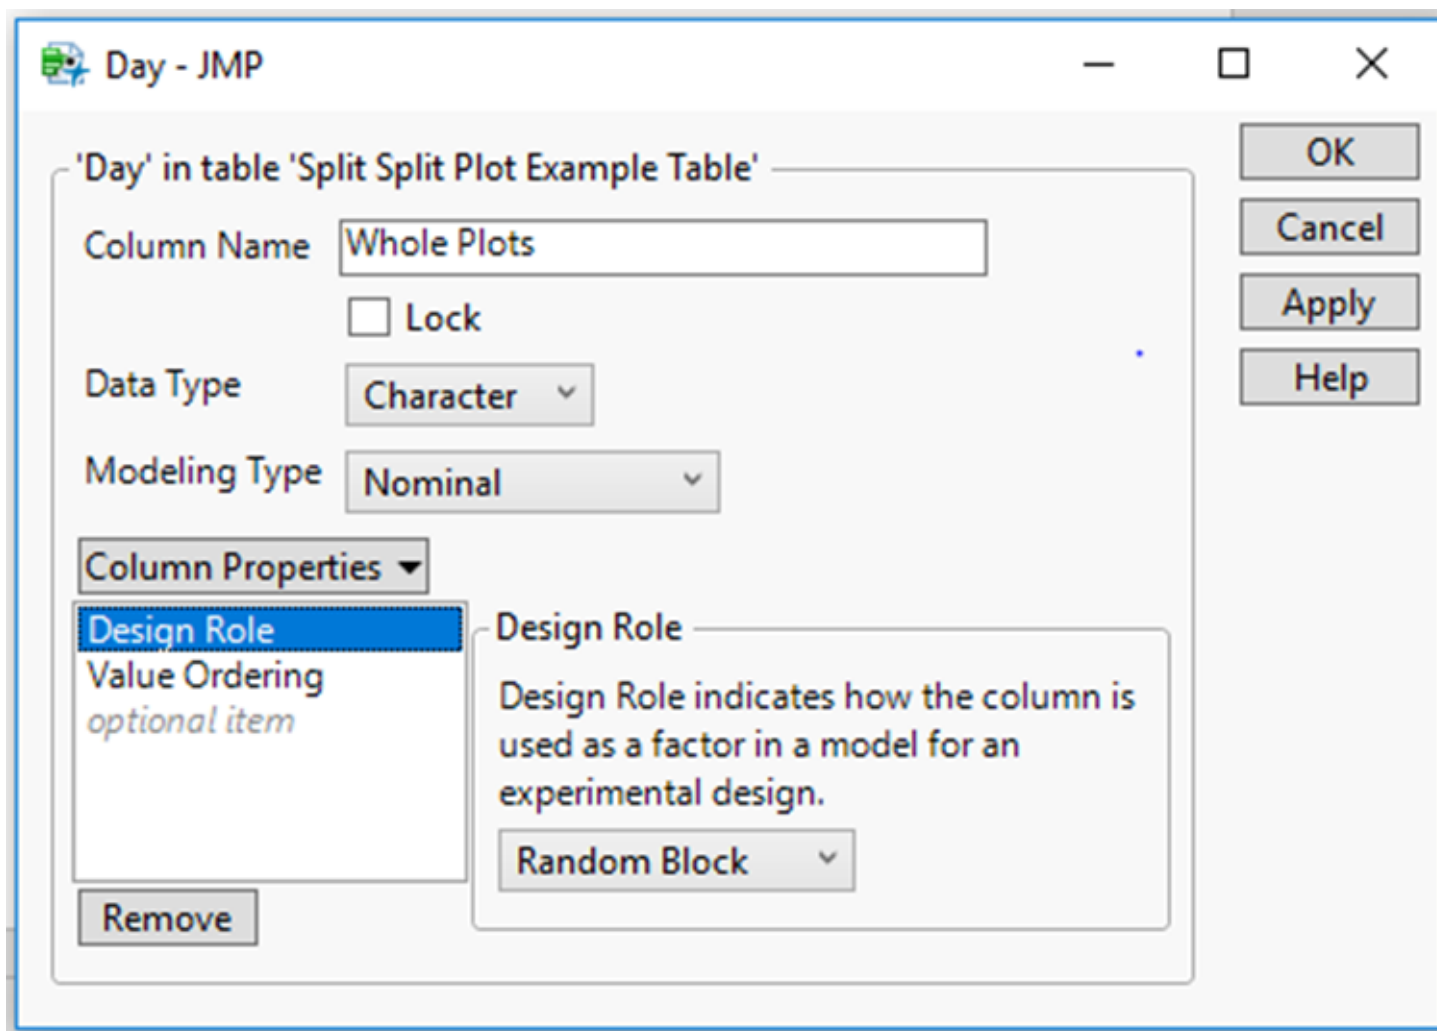 Day - JMP
'Day' in table 'Split Split Plot Example Table'
OK
Column Name Whole Plots
Cancel
Lock
Apply
Data Type Character
Help
Modeling Type Nominal
Column Properties
Design Role
Value Ordering
optional item
Remove
Design Role
Design Role indicates how the column is
used as a factor in a model for an
experimental design.
Random Block